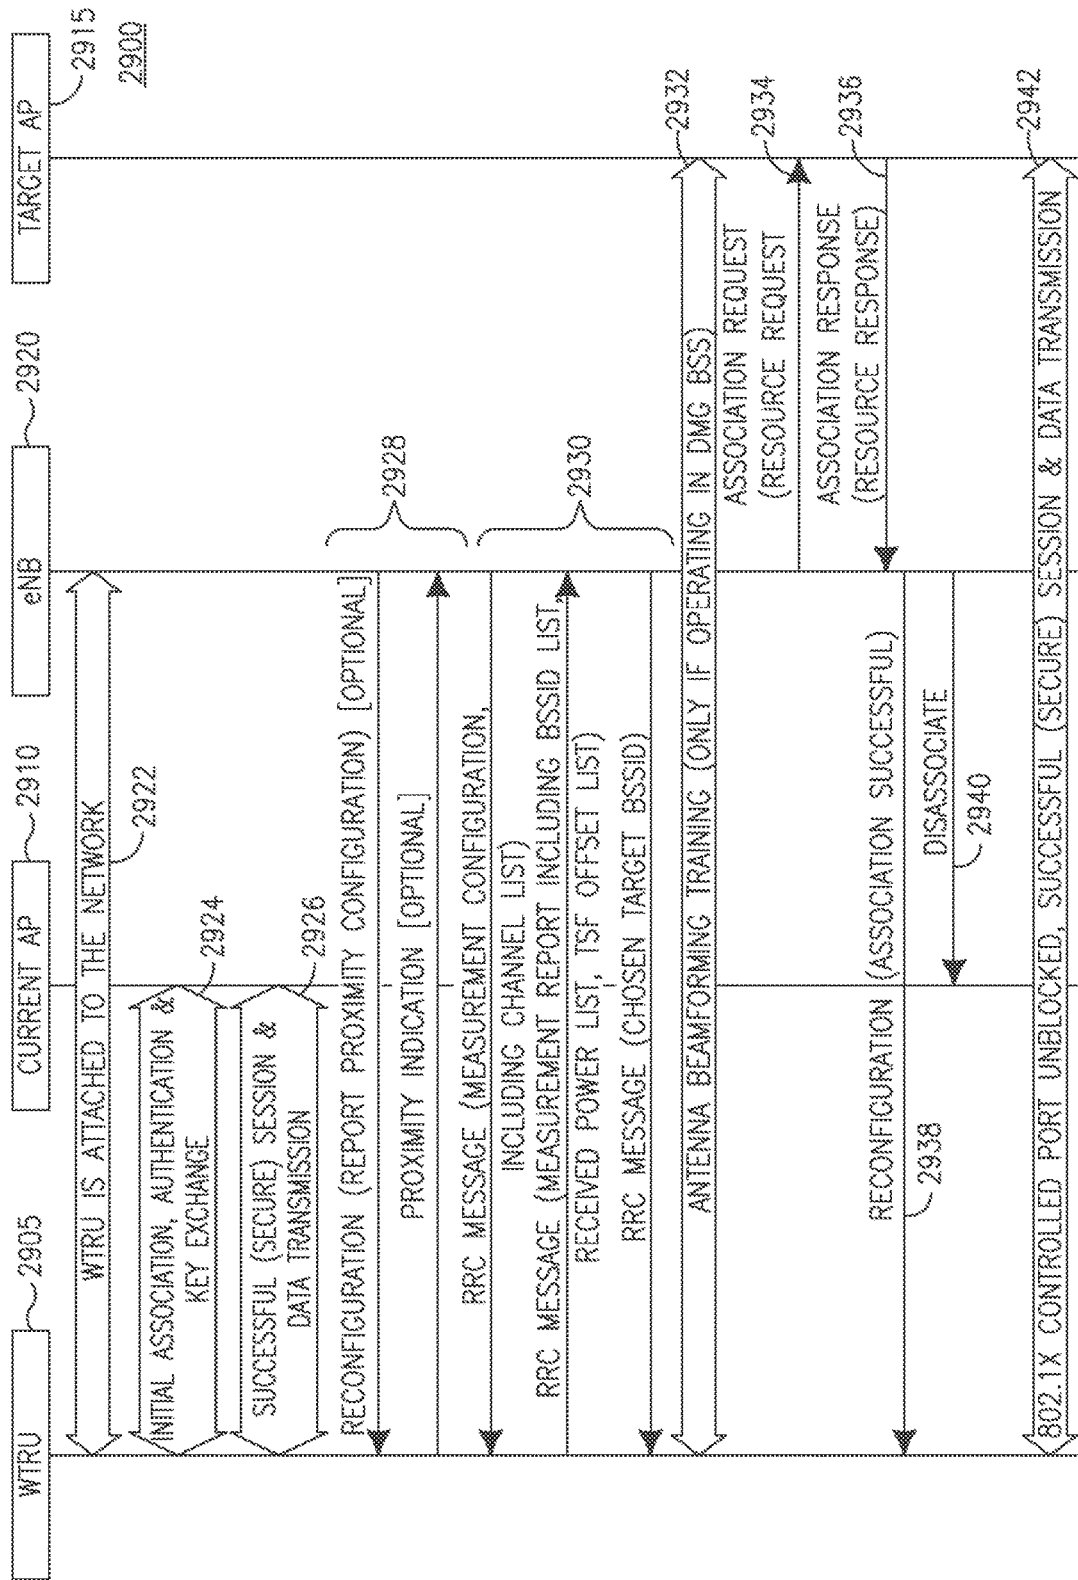 2900
WTRU
2905
CURRENT AP
2910
eNB
2920
TARGET AP
2915
WTRU IS ATTACHED TO THE NETWORK
2922
INITIAL ASSOCIATION, AUTHENTICATION &
KEY EXCHANGE
2924
SUCCESSFUL (SECURE) SESSION &
DATA TRANSMISSION
2926
RECONFIGURATION (REPORT PROXIMITY CONFIGURATION) [OPTIONAL]
PROXIMITY INDICATION [OPTIONAL]
2928
RRC MESSAGE (MEASUREMENT CONFIGURATION,
INCLUDING CHANNEL LIST)
RRC MESSAGE (MEASUREMENT REPORT INCLUDING BSSID LIST,
RECEIVED POWER LIST, TSF OFFSET LIST)
RRC MESSAGE (CHOSEN TARGET BSSID)
2930
ANTENNA BEAMFORMING TRAINING (ONLY IF OPERATING IN DMG BSS)
2932
ASSOCIATION REQUEST
(RESOURCE REQUEST
2934
ASSOCIATION RESPONSE
(RESOURCE RESPONSE)
2936
RECONFIGURATION (ASSOCIATION SUCCESSFUL)
2938
DISASSOCIATE
2940
802.1X CONTROLLED PORT UNBLOCKED, SUCCESSFUL (SECURE) SESSION & DATA TRANSMISSION
2942